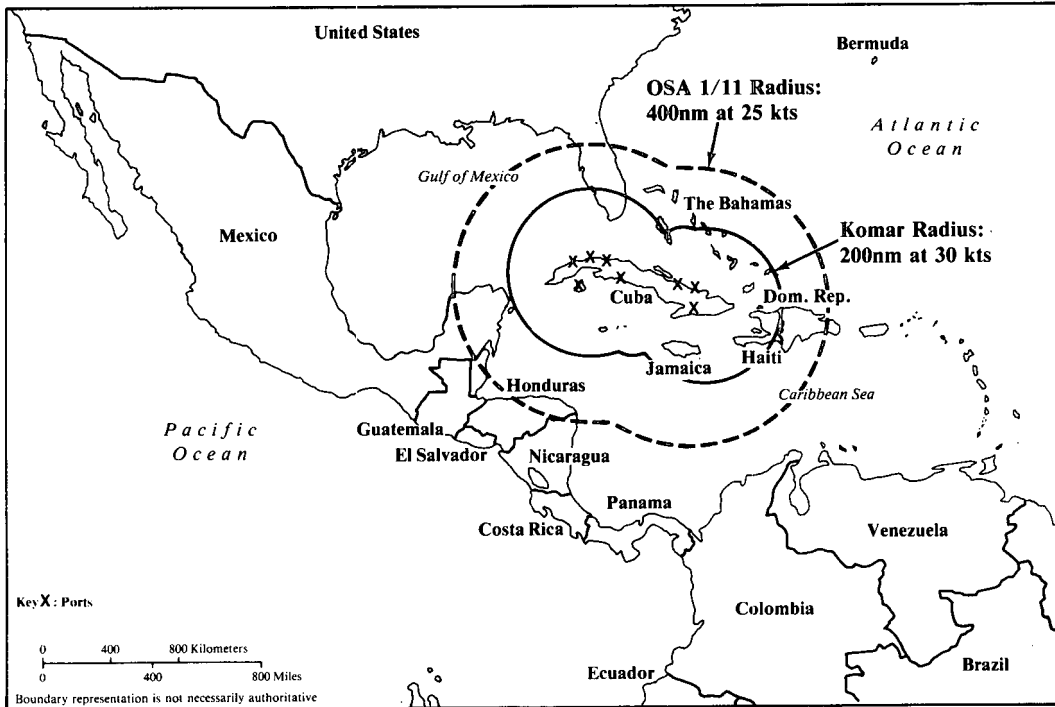 United States
Bermuda
OSA 1/11 Radius:
400nm at 25 kts
Atlantic
Ocean
Gulf of Mexico
The Bahamas
Mexico
Komar Radius:
200nm at 30 kts
X X X
X
X
X X
X
Cuba
Dom. Rep.
Jamaica
Haiti
Honduras
Caribbean Sea
Pacific
Ocean
Guatemala
El Salvador
Nicaragua
Panama
Costa Rica
Venezuela
Key X : Ports
Colombia
0 400 800 Kilometers
0 400 800 Miles
Ecuador
Brazil
Boundary representation is not necessarily authoritative